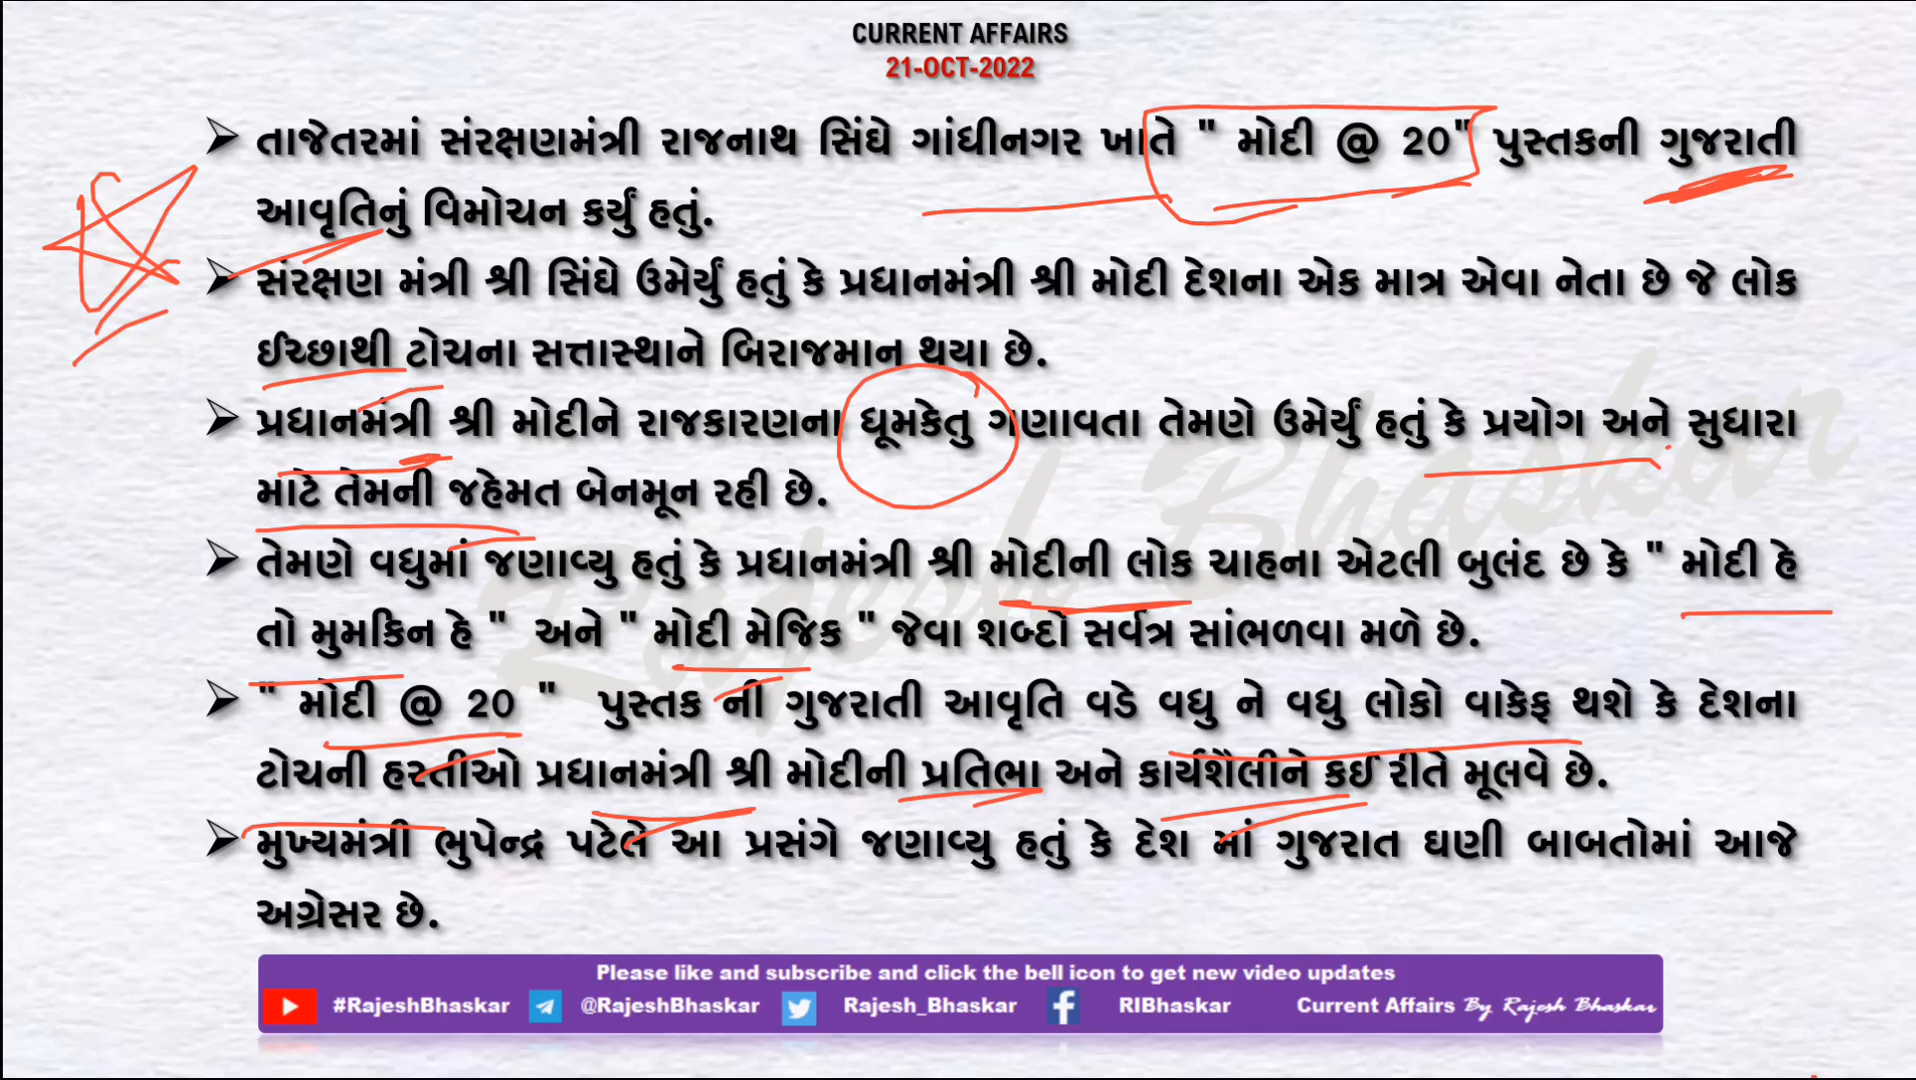 CURRENT AFFAIRS
21-OCT-2022
➢ તાજેતરમાં સંરક્ષણમંત્રી રાજનાથ સિંઘે ગાંધીનગર ખાતે " મોદી @ 20" પુસ્તકની ગુજરાતી
આવૃતિનું વિમોચન કર્યું હતું.
➢ સંરક્ષણ મંત્રી શ્રી સિંઘે ઉમેર્યું હતું કે પ્રધાનમંત્રી શ્રી મોદી દેશના એક માત્ર એવા નેતા છે જે લોક
ઈચ્છાથી ટોચના સત્તાસ્થાને બિરાજમાન થયા છે.
➢ પ્રધાનમંત્રી શ્રી મોદીને રાજકારણના ધૂમકેતુ ગણાવતા તેમણે ઉમેર્યું હતું કે પ્રયોગ અને સુધારા
માટે તેમની જહેમત બેનમૂન રહી છે.
➢ તેમણે વધુમાં જણાવ્યુ હતું કે પ્રધાનમંત્રી શ્રી મોદીની લોક ચાહના એટલી બુલંદ છે કે " મોદી હે
તો મુમકિન હે " અને " મોદી મેજિક " જેવા શબ્દો સર્વત્ર સાંભળવા મળે છે.
➢ " મોદી @ 20 " પુસ્તક ની ગુજરાતી આવૃતિ વડે વધુ ને વધુ લોકો વાકેફ થશે કે દેશના
ટોચની હસ્તીઓ પ્રધાનમંત્રી શ્રી મોદીની પ્રતિભા અને કાર્યશૈલીને કઈ રીતે મૂલવે છે.
➢ મુખ્યમંત્રી ભુપેન્દ્ર પટેલે આ પ્રસંગે જણાવ્યુ હતું કે દેશ માં ગુજરાત ઘણી બાબતોમાં આજે
અગ્રેસર છે.
Rajesh Bhaskar
Please like and subscribe and click the bell icon to get new video updates
#RajeshBhaskar @RajeshBhaskar Rajesh_Bhaskar RIBhaskar Current Affairs By Rajesh Bhaskar